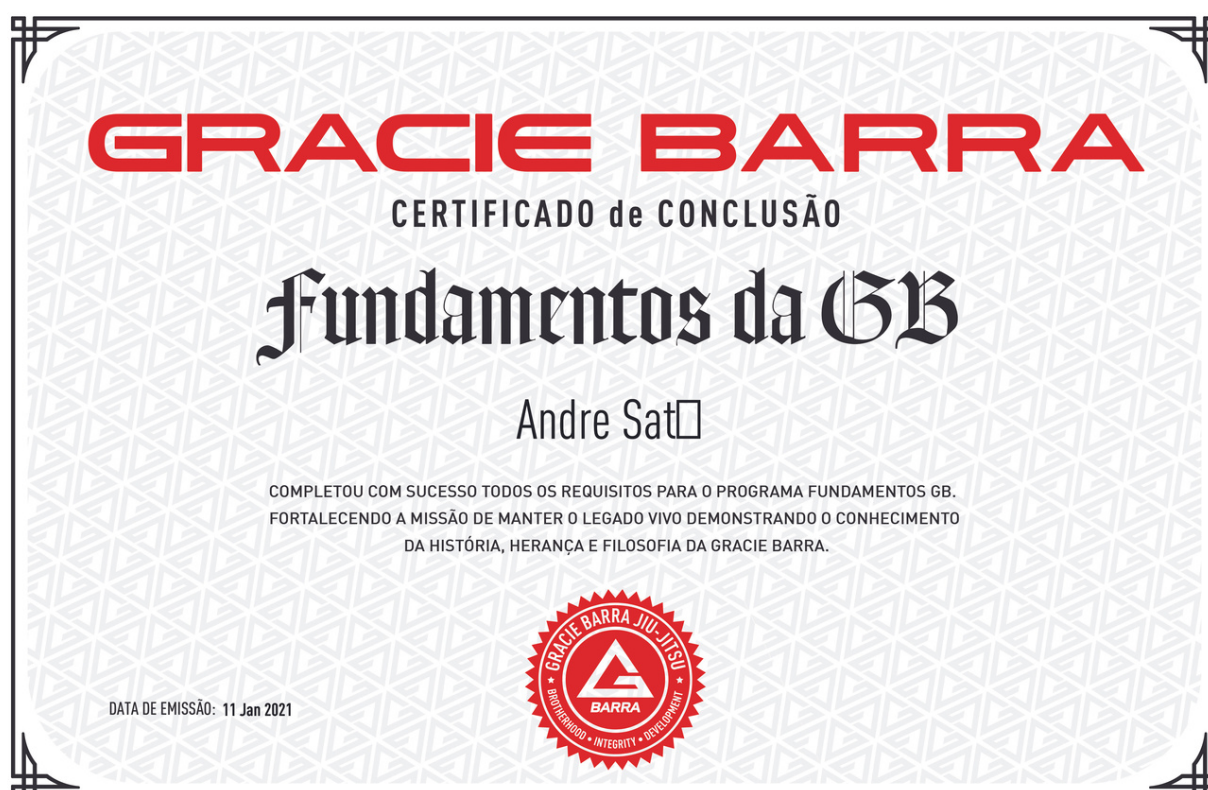 GRACIE BARRA
CERTIFICADO de CONCLUSÃO
Fundamentos da GB
Andre Sat□
COMPLETOU COM SUCESSO TODOS OS REQUISITOS PARA O PROGRAMA FUNDAMENTOS GB.
FORTALECENDO A MISSÃO DE MANTER O LEGADO VIVO DEMONSTRANDO O CONHECIMENTO
DA HISTÓRIA, HERANÇA E FILOSOFIA DA GRACIE BARRA.
GRACIE BARRA JIU-JITSU
BARRA
BROTHERHOOD • INTEGRITY • DEVELOPMENT
DATA DE EMISSÃO: 11 Jan 2021